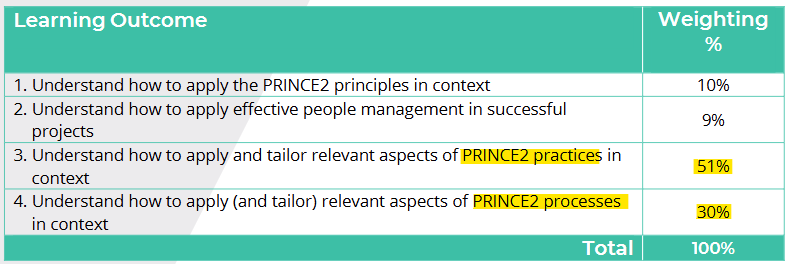 Learning Outcome
Weighting
%
1. Understand how to apply the PRINCE2 principles in context
10%
2. Understand how to apply effective people management in successful
projects
9%
3. Understand how to apply and tailor relevant aspects of PRINCE2 practices in
context
51%
4. Understand how to apply (and tailor) relevant aspects of PRINCE2 processes
in context
30%
Total
100%